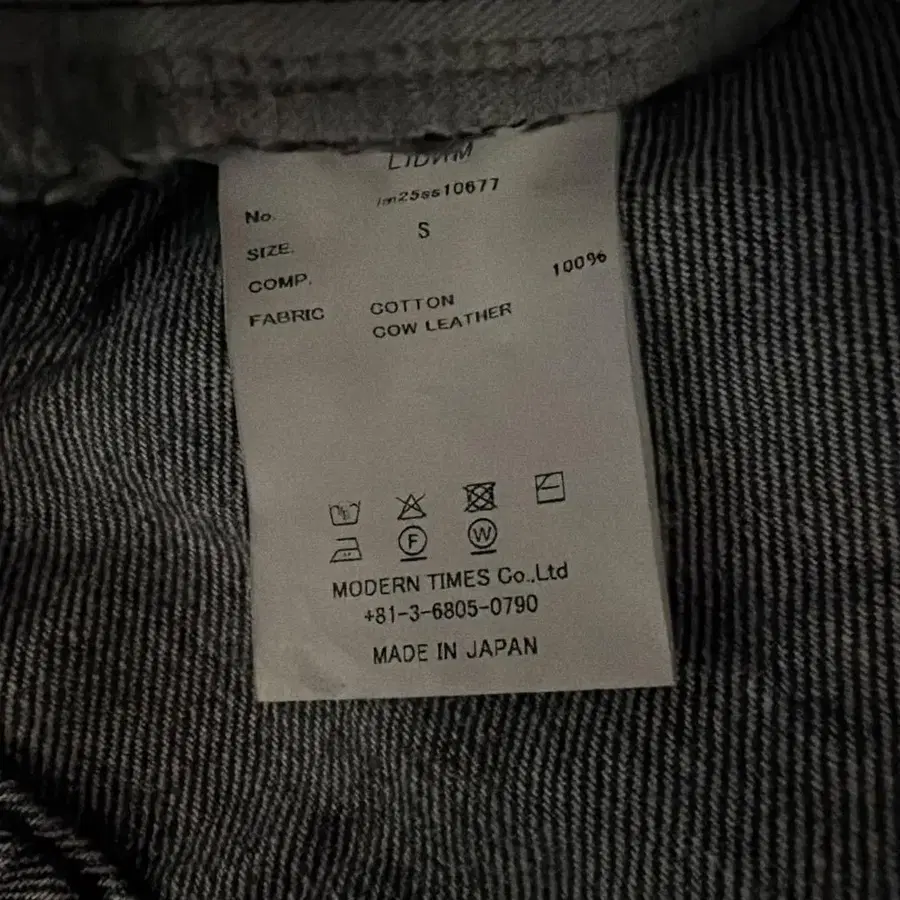 No. lm25ss10677
SIZE. S
COMP. 100%
FABRIC COTTON
COW LEATHER
F W
MODERN TIMES Co.,Ltd
+81-3-6805-0790
MADE IN JAPAN